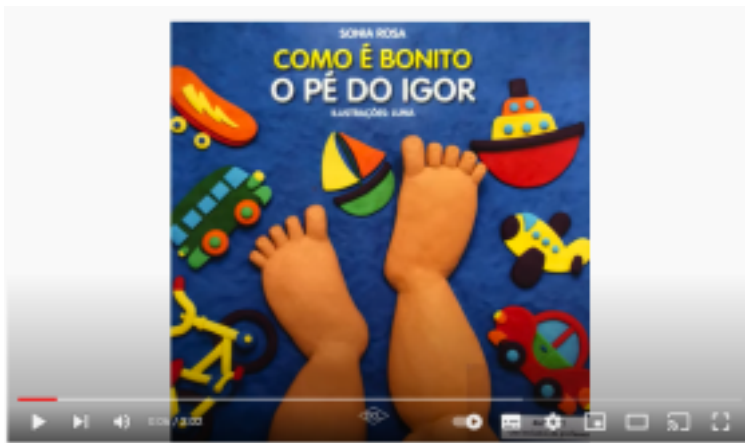 SONIA ROSA
COMO É BONITO
O PÉ DO IGOR
ILUSTRAÇÕES: LUNA